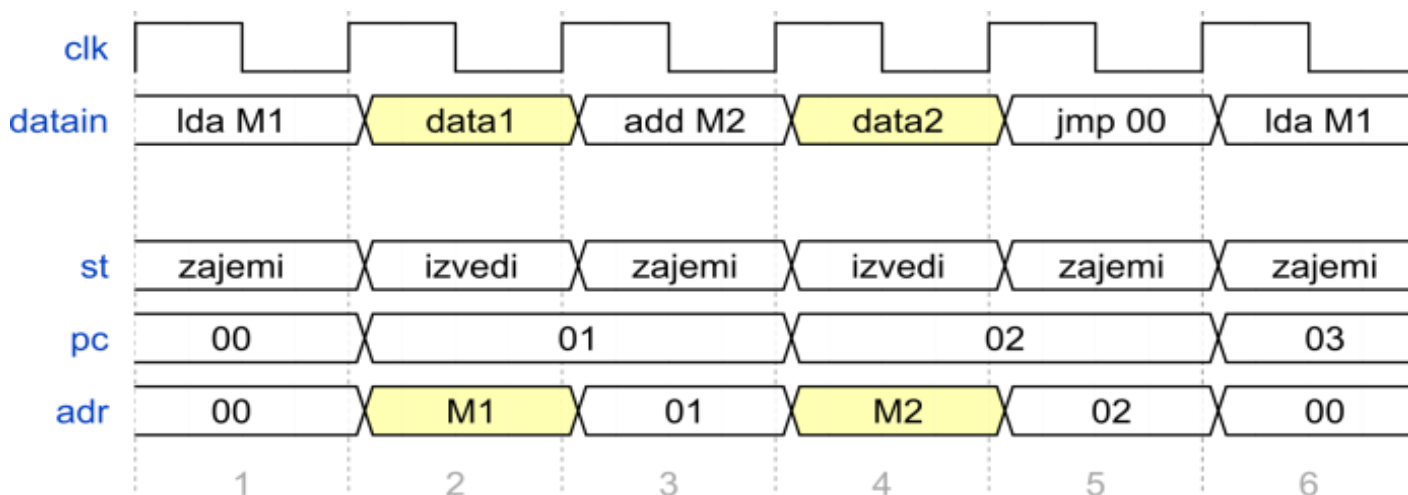 clk
datain lda M1 data1 add M2 data2 jmp 00 lda M1
st zajemi izvedi zajemi izvedi zajemi zajemi
pc 00 01 02 03
adr 00 M1 01 M2 02 00
1 2 3 4 5 6